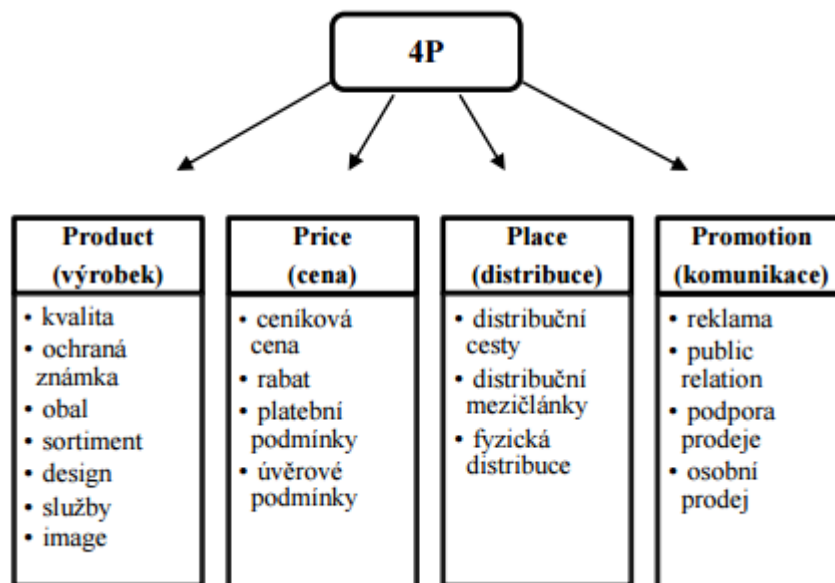 4P
Product
(výrobek)
• kvalita
• ochraná
známka
• obal
• sortiment
• design
• služby
• image
Price
(cena)
• ceníková
cena
• rabat
• platební
podmínky
• úvěrové
podmínky
Place
(distribuce)
• distribuční
cesty
• distribuční
mezičlánky
• fyzická
distribuce
Promotion
(komunikace)
• reklama
• public
relation
• podpora
prodeje
• osobní
prodej